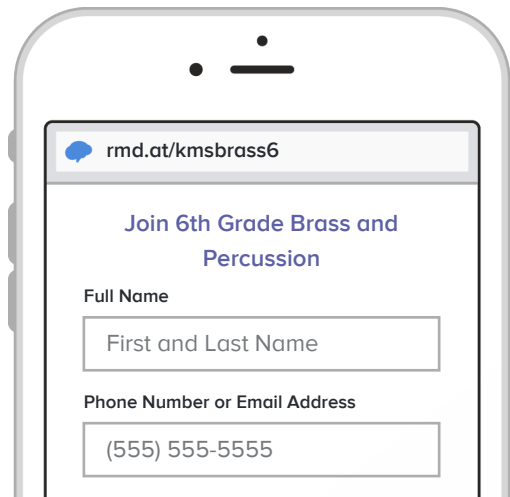 rmd.at/kmsbrass6
Join 6th Grade Brass and
Percussion
Full Name
First and Last Name
Phone Number or Email Address
(555) 555-5555